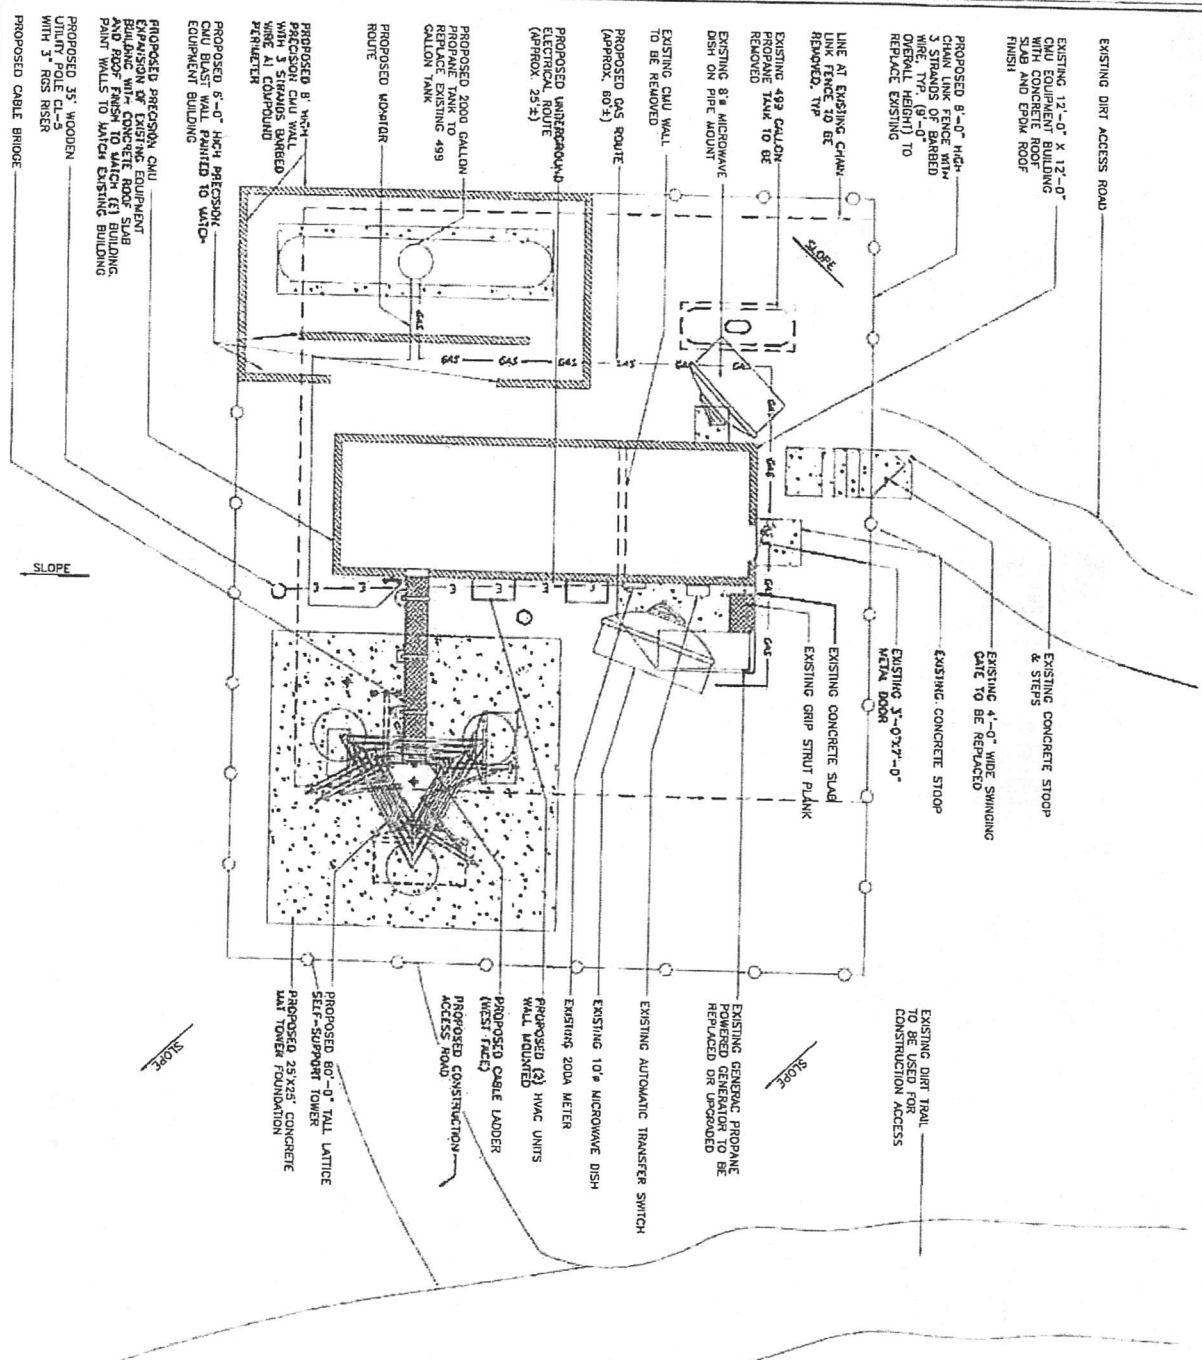 EXISTING DIRT ACCESS ROAD
EXISTING 12'-0" X 12'-0"
CMU EQUIPMENT BUILDING
WITH CONCRETE ROOF
SLAB AND EPDM ROOF
FINISH
PROPOSED 8'-0" HIGH
CHAIN LINK FENCE WITH
3 STRANDS OF BARBED
WIRE, TYP. (9'-0"
OVERALL HEIGHT) TO
REPLACE EXISTING
LINE AT EXISTING CHAIN
LINK FENCE TO BE
REMOVED, TYP
EXISTING 499 GALLON
PROPANE TANK TO BE
REMOVED
EXISTING 8'ø MICROWAVE
DISH ON PIPE MOUNT
EXISTING CMU WALL
TO BE REMOVED
PROPOSED GAS ROUTE
(APPROX. 60'±)
PROPOSED UNDERGROUND
ELECTRICAL ROUTE
(APPROX. 25'±)
PROPOSED 2000 GALLON
PROPANE TANK TO
REPLACE EXISTING 499
GALLON TANK
PROPOSED MONITOR
ROUTE
PROPOSED 8' HIGH
PRECISION CMU WALL
WITH 3 STRANDS BARBED
WIRE AT COMPOUND
PERIMETER
PROPOSED 6'-0" HIGH PRECISION
CMU BLAST WALL PAINTED TO MATCH
EQUIPMENT BUILDING
PROPOSED PRECISION CMU
EXPANSION OF EXISTING EQUIPMENT
BUILDING WITH CONCRETE ROOF SLAB
AND ROOF FINISH TO MATCH (E) BUILDING.
PAINT WALLS TO MATCH EXISTING BUILDING
PROPOSED 35' WOODEN
UTILITY POLE CL-5
WITH 3" RGS RISER
PROPOSED CABLE BRIDGE
SLOPE
GAS
GAS
GAS
GAS
GAS
GAS
GAS
GAS
GAS
GAS
GAS
E
E
E
E
E
E
SLOPE
EXISTING CONCRETE STOOP
& STEPS
EXISTING 4'-0" WIDE SWINGING
GATE TO BE REPLACED
EXISTING CONCRETE STOOP
EXISTING 3'-0"X7'-0"
METAL DOOR
EXISTING CONCRETE SLAB
EXISTING GRIP STRUT PLANK
EXISTING DIRT TRAIL
TO BE USED FOR
CONSTRUCTION ACCESS
SLOPE
EXISTING GENERAC PROPANE
POWERED GENERATOR TO BE
REPLACED OR UPGRADED
EXISTING AUTOMATIC TRANSFER SWITCH
EXISTING 10'ø MICROWAVE DISH
EXISTING 200A METER
PROPOSED (2) HVAC UNITS
WALL MOUNTED
PROPOSED CABLE LADDER
(WEST FACE)
PROPOSED CONSTRUCTION
ACCESS ROAD
PROPOSED 80'-0" TALL LATTICE
SELF-SUPPORT TOWER
PROPOSED 25'X25' CONCRETE
MAT TOWER FOUNDATION
SLOPE